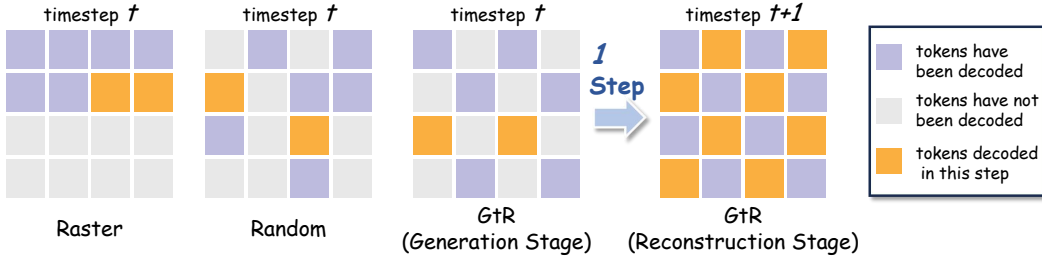 timestep t
timestep t
timestep t
timestep t+1
1
Step
tokens have
been decoded
tokens have not
been decoded
tokens decoded
in this step
Raster
Random
GtR
(Generation Stage)
GtR
(Reconstruction Stage)